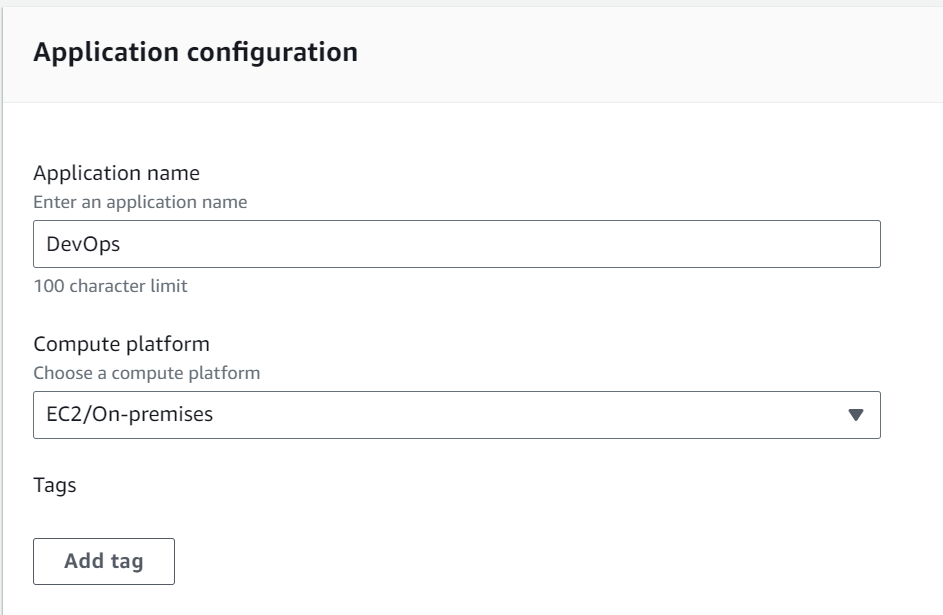 Application configuration
Application name
Enter an application name
DevOps
100 character limit
Compute platform
Choose a compute platform
EC2/On-premises
Tags
Add tag